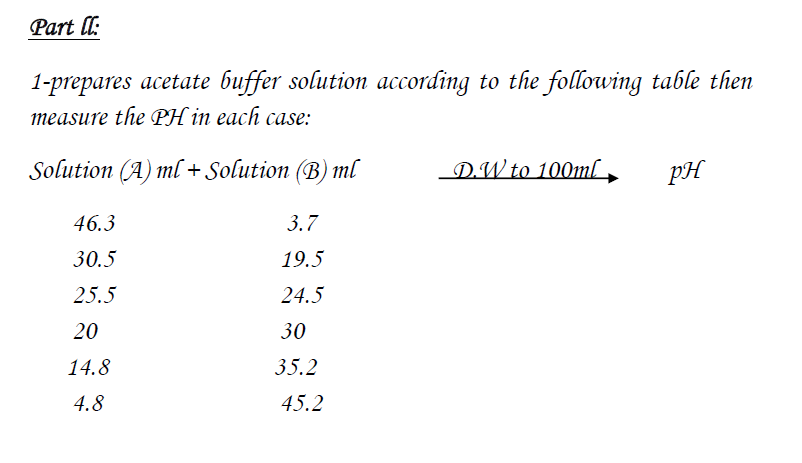 Part ll:
1-prepares acetate buffer solution according to the following table then
measure the PH in each case:
Solution (A) ml + Solution (B) ml D.W to 100ml pH
46.3 3.7
30.5 19.5
25.5 24.5
20 30
14.8 35.2
4.8 45.2